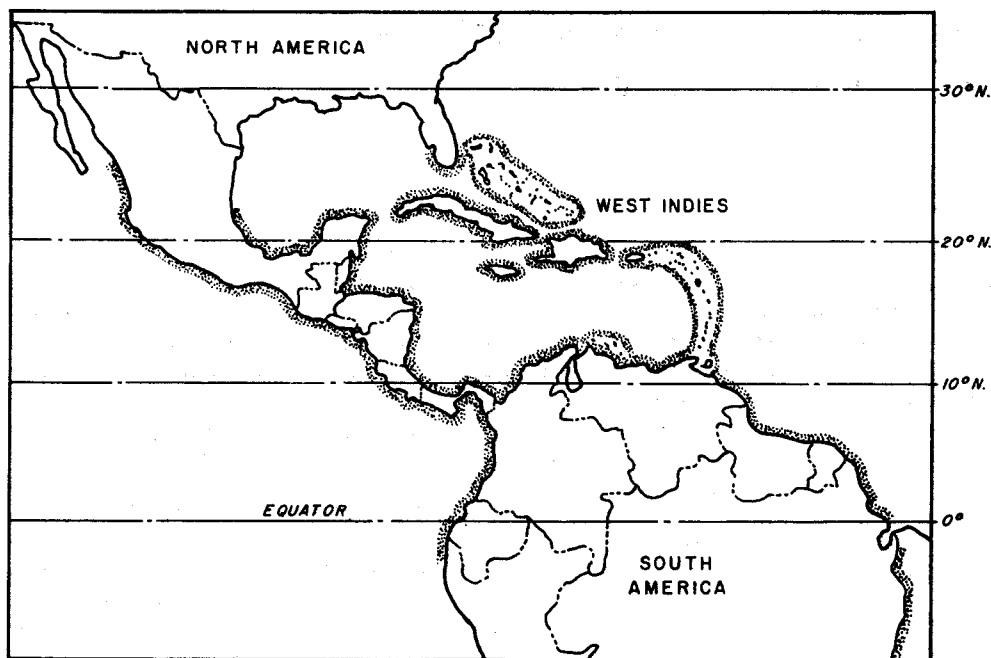 NORTH AMERICA
30° N.
WEST INDIES
20° N.
10° N.
EQUATOR
0°
SOUTH
AMERICA